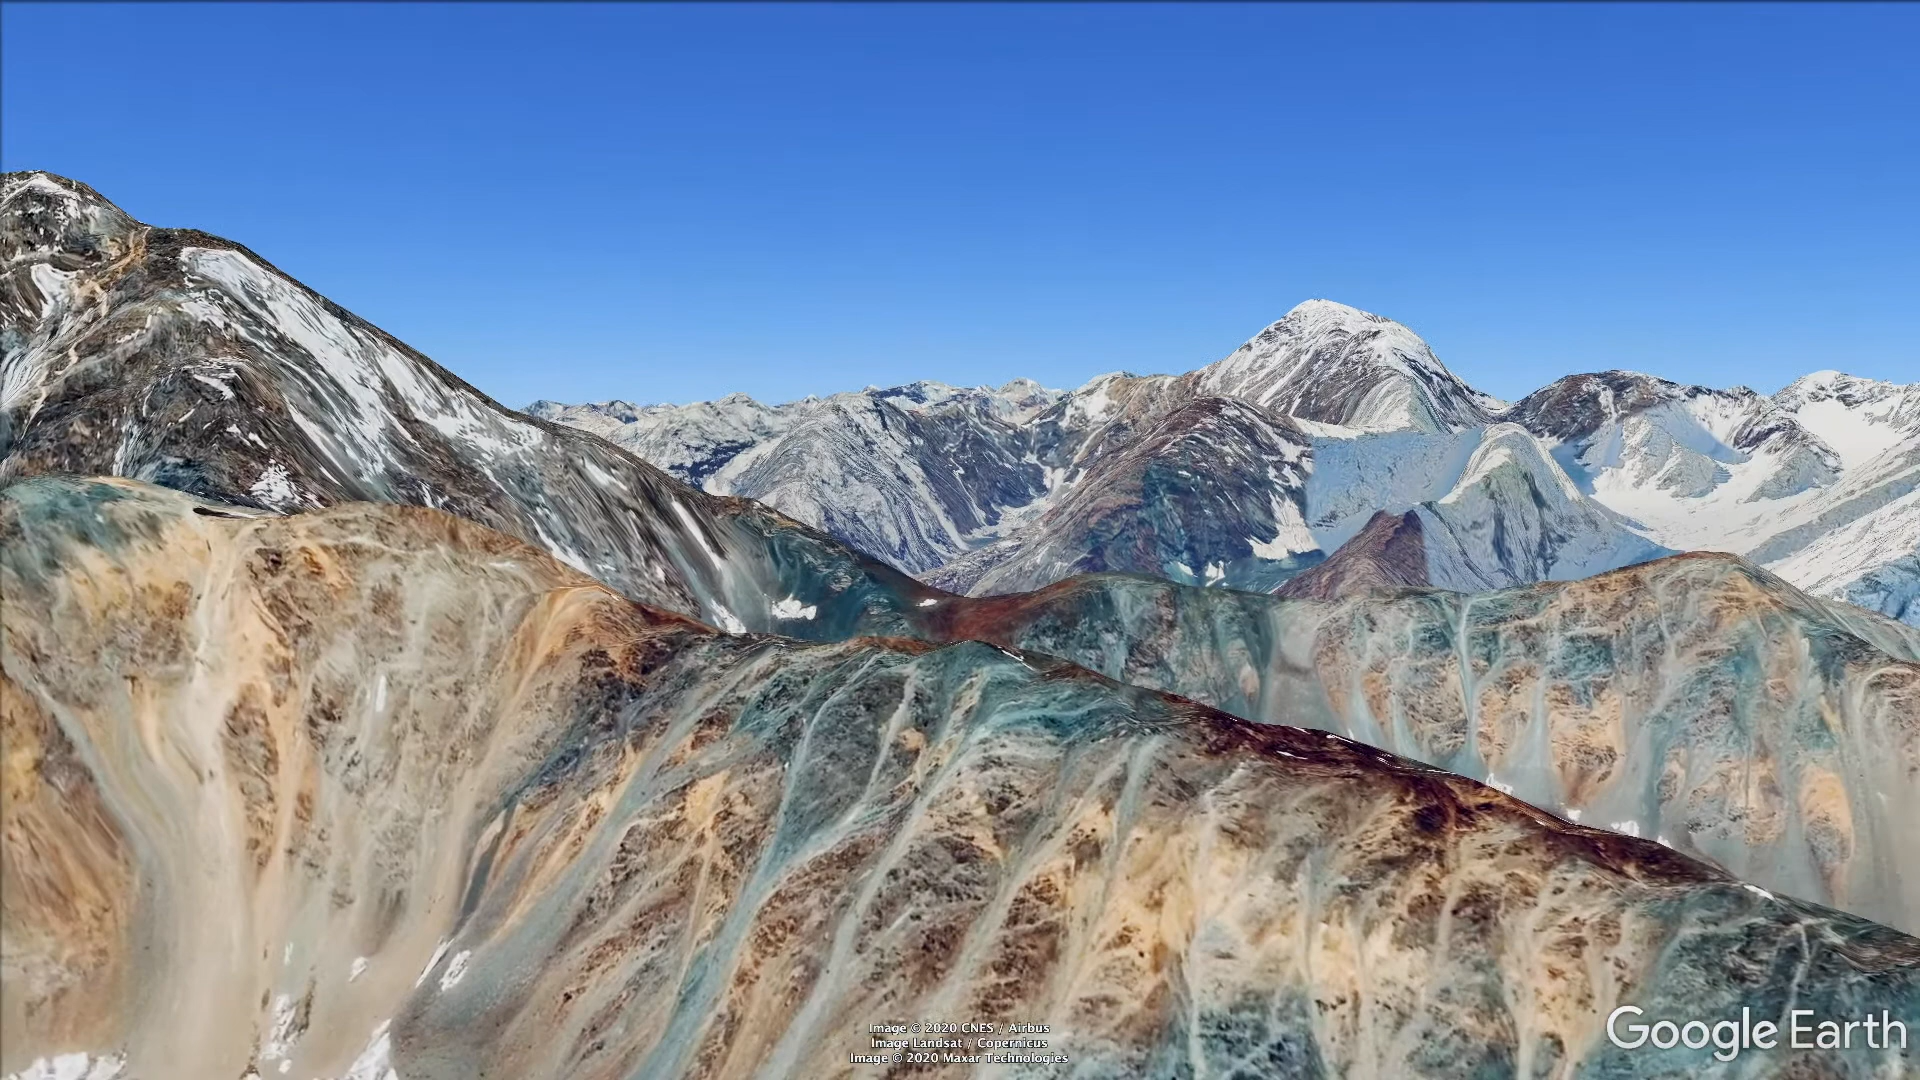 Image © 2020 CNES / Airbus
Image Landsat / Copernicus
Image © 2020 Maxar Technologies
Google Earth